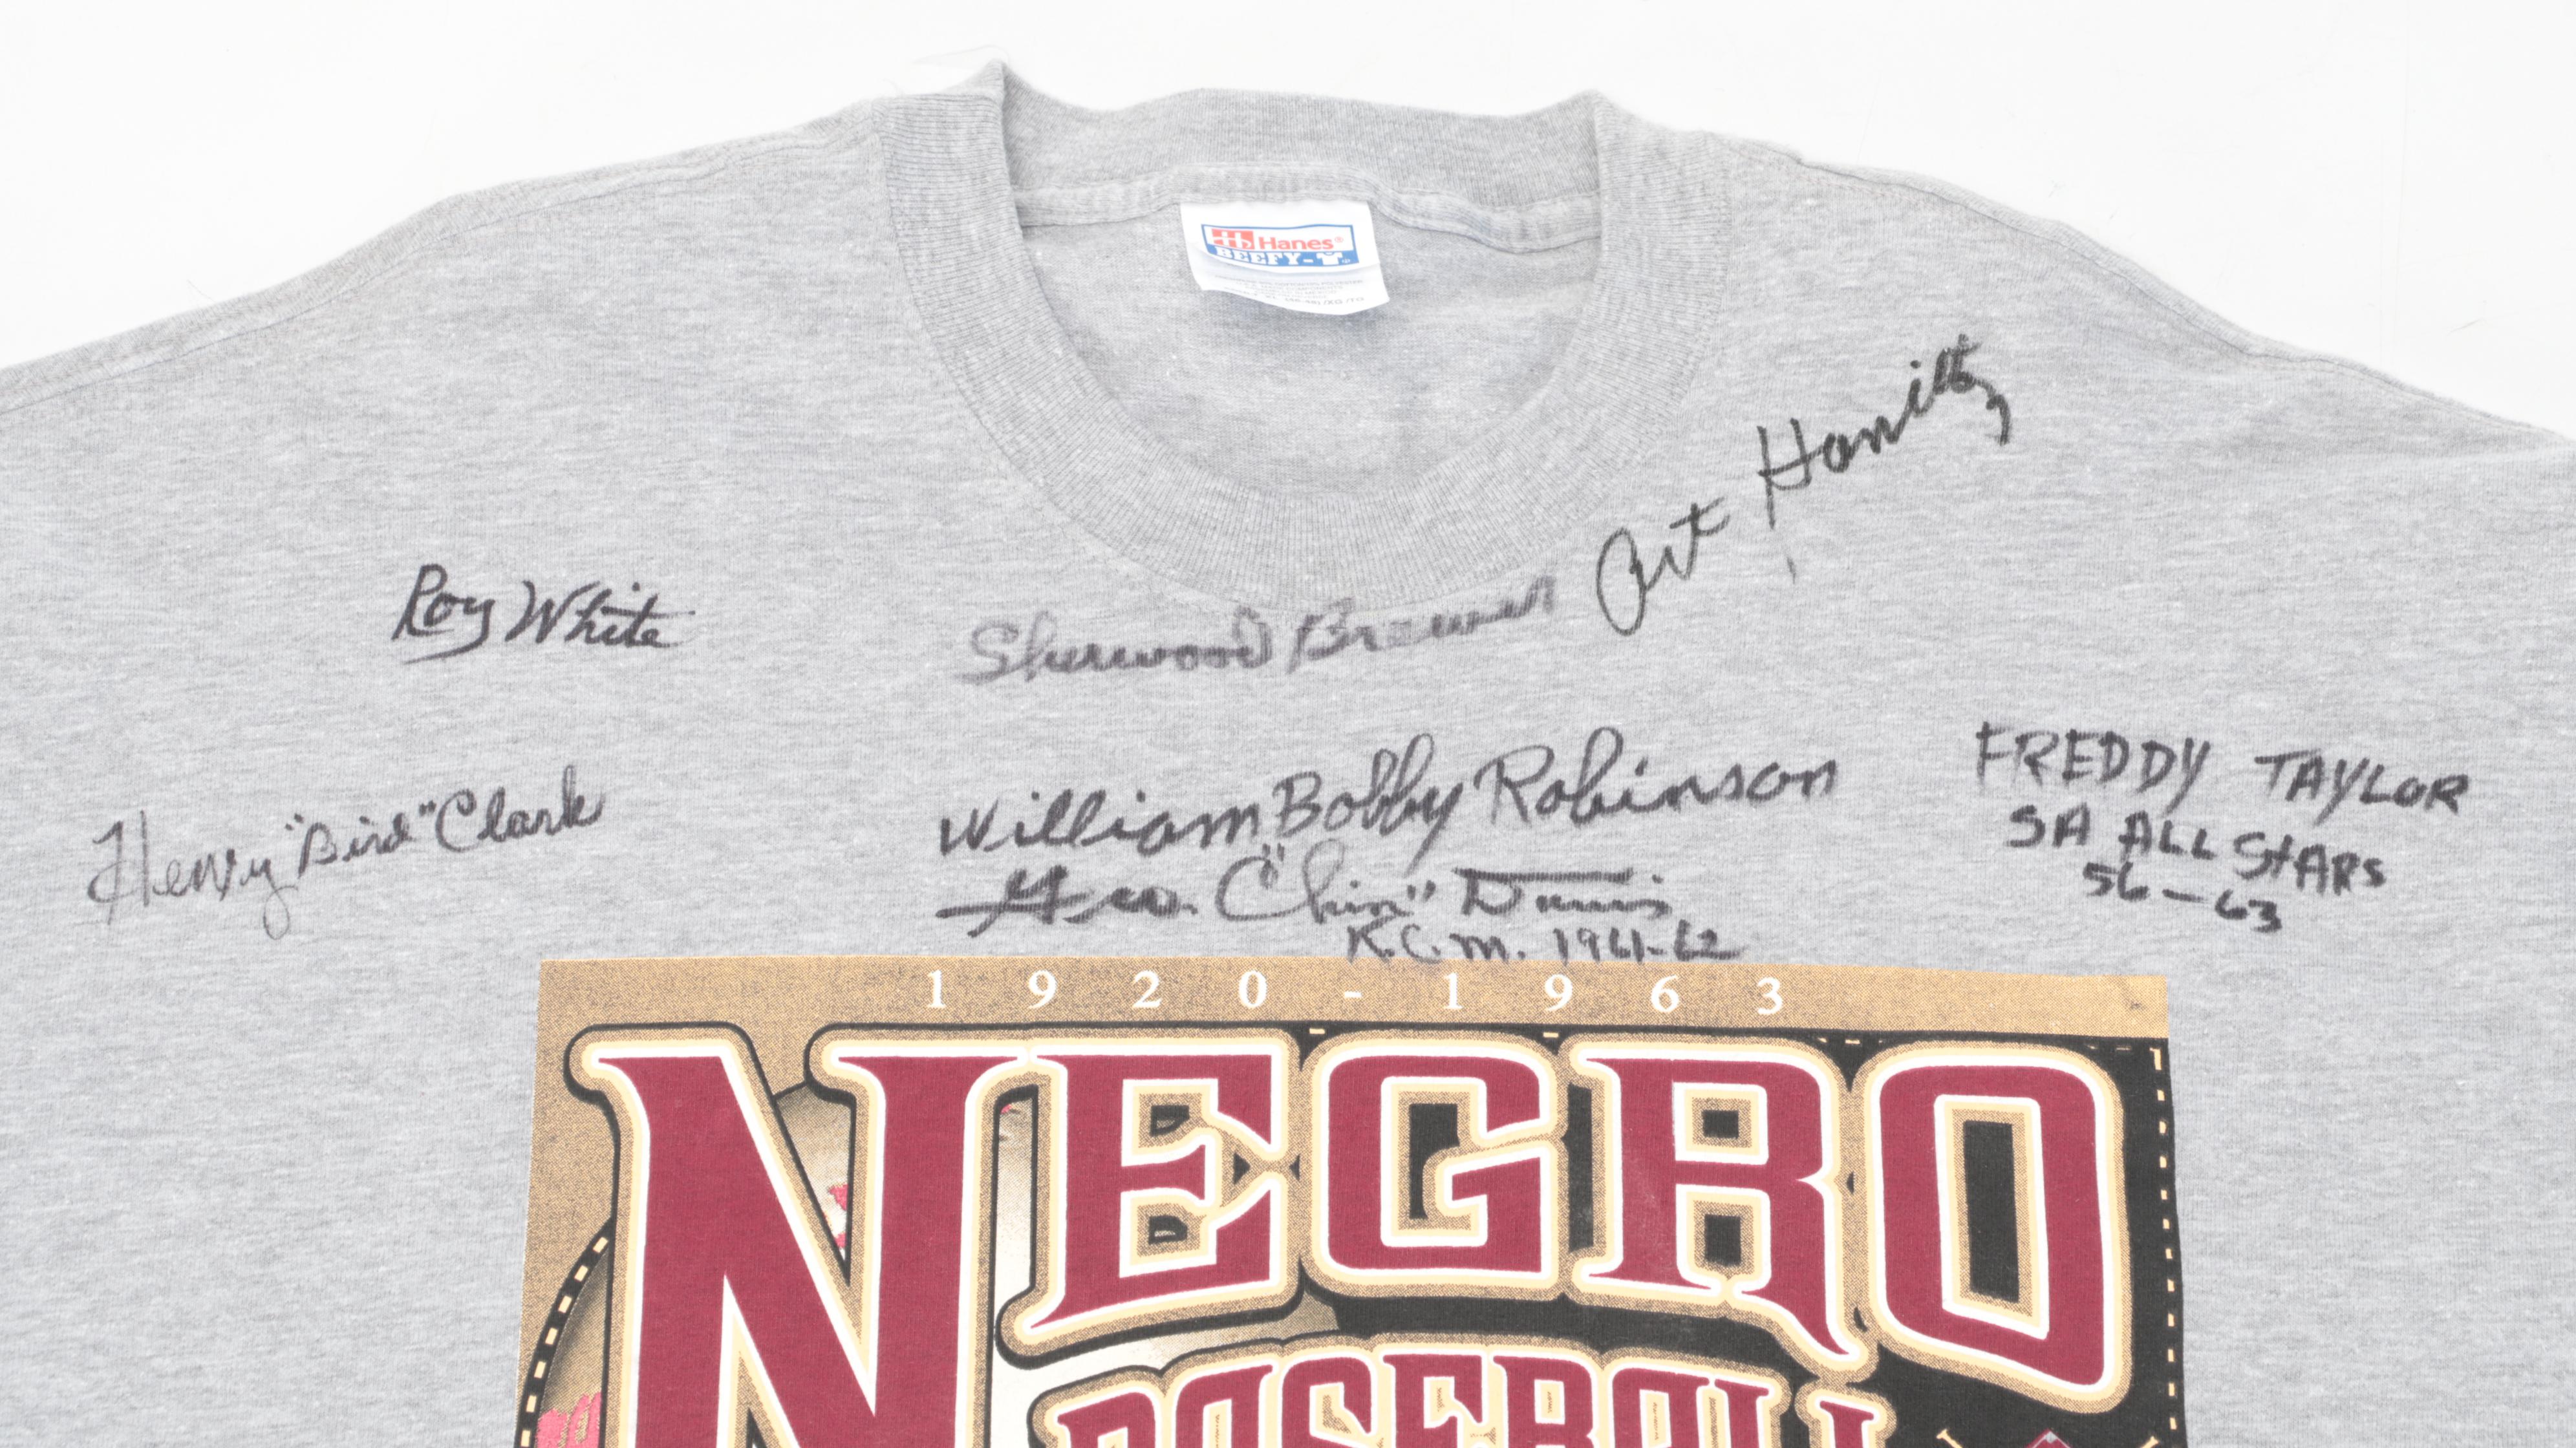 Hanes®
BEEFY-T
Art Hamilton
Roy White
Sherwood Brewer
Henry "Bird" Clark
William Bobby Robinson
Geo. "Chin" Davis
K.C.M. 1961-62
FREDDY TAYLOR
SA ALL STARS
56-63
1920-1963
NEGRO
BASEBALL